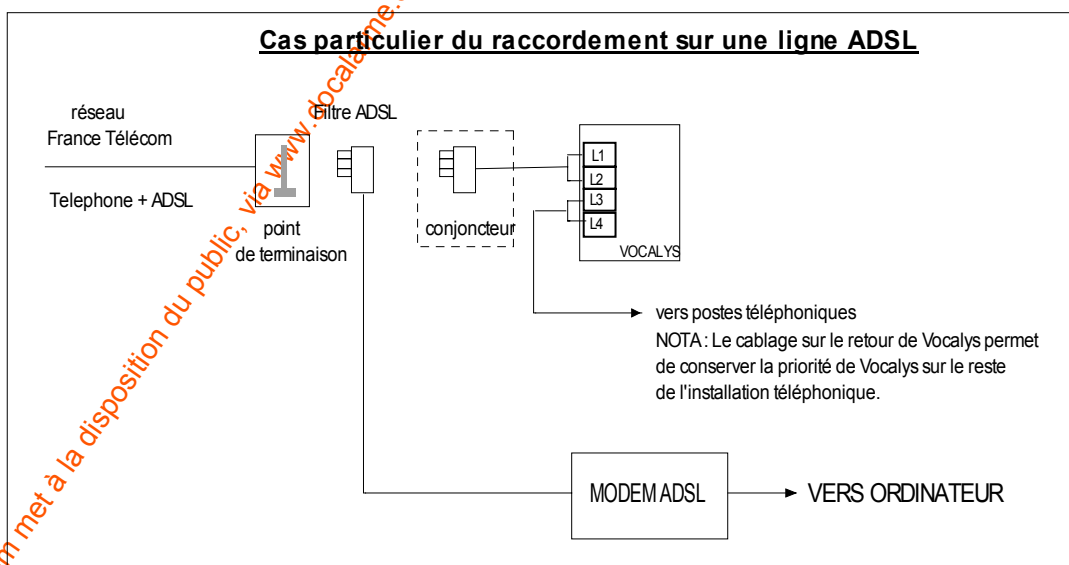 Cas particulier du raccordement sur une ligne ADSL
réseau
France Télécom
Filtre ADSL
Telephone + ADSL
point
de terminaison
conjoncteur
L1
L2
L3
L4
VOCALYS
vers postes téléphoniques
NOTA: Le cablage sur le retour de Vocalys permet
de conserver la priorité de Vocalys sur le reste
de l'installation téléphonique.
MODEM ADSL
VERS ORDINATEUR
m met à la disposition du public, via www.docalarme.c